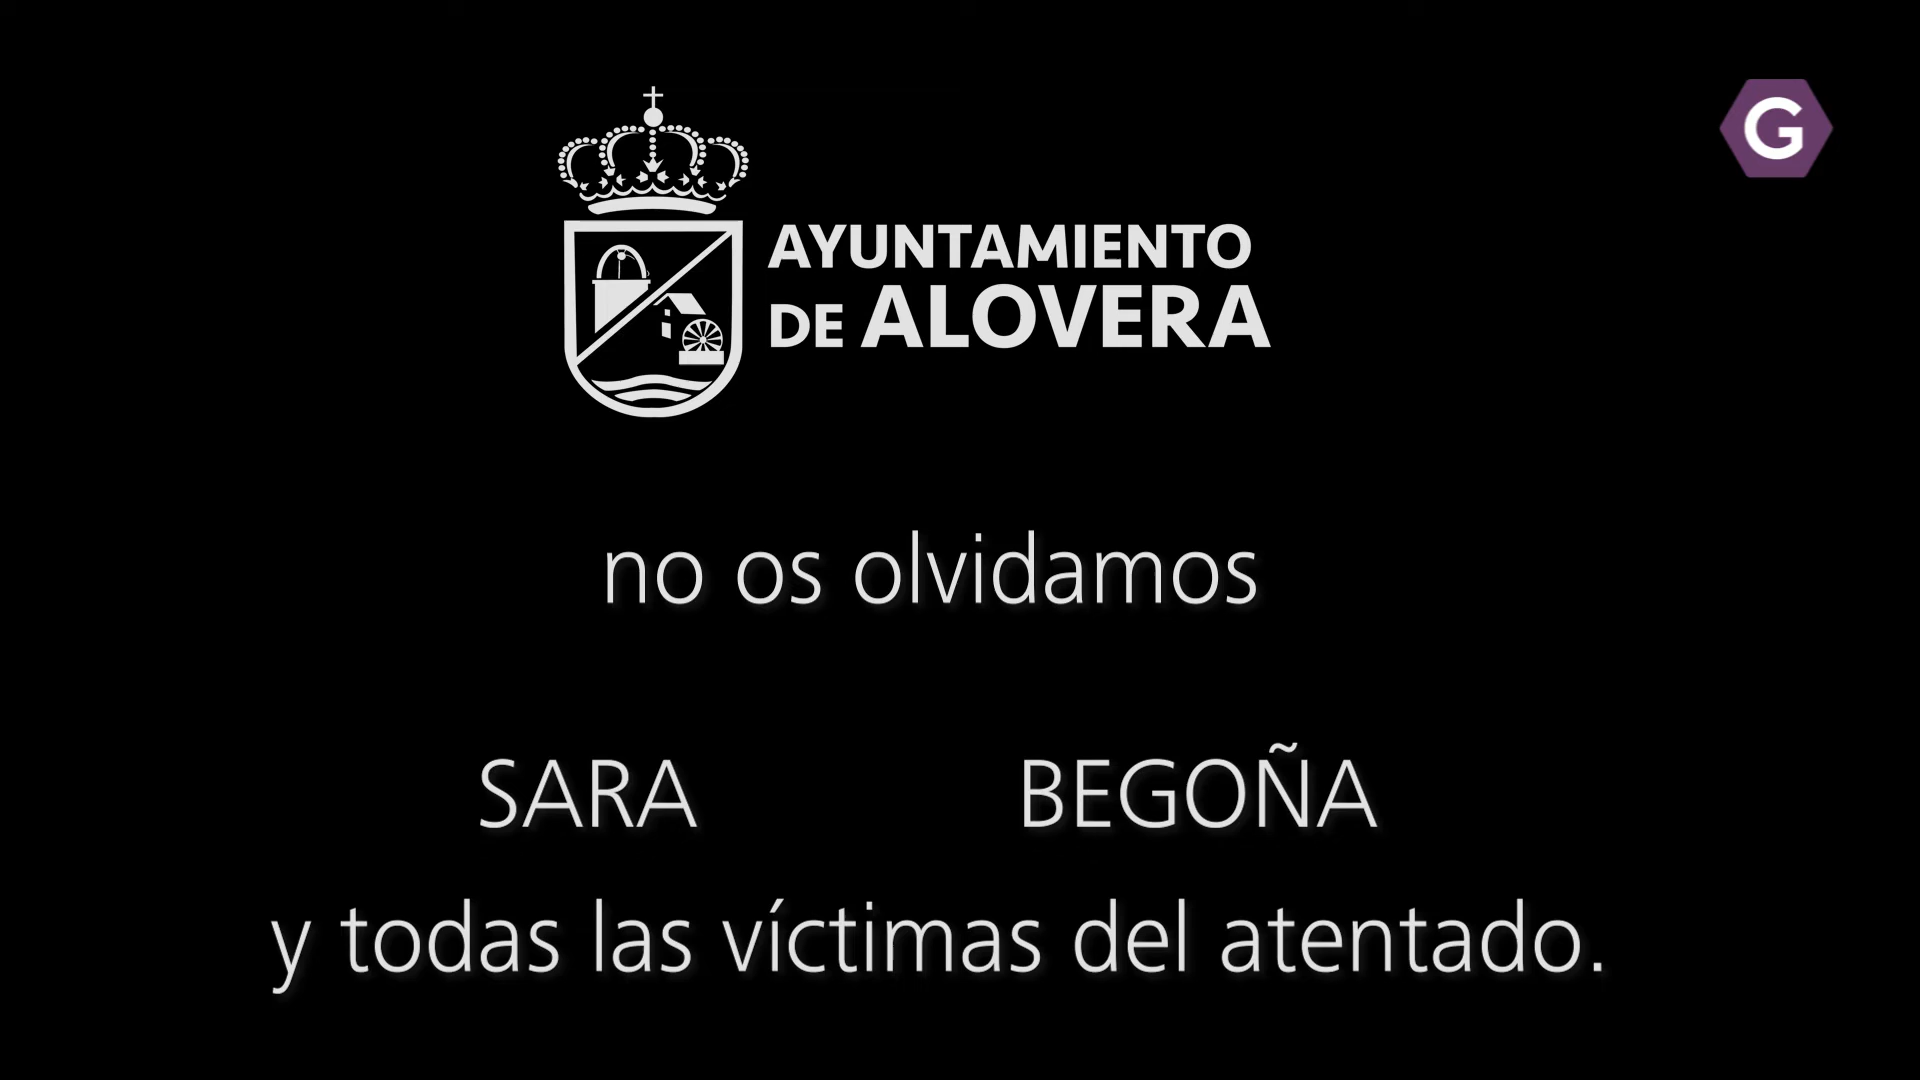 G
AYUNTAMIENTO
DE ALOVERA
no os olvidamos
SARA BEGOÑA
y todas las víctimas del atentado.